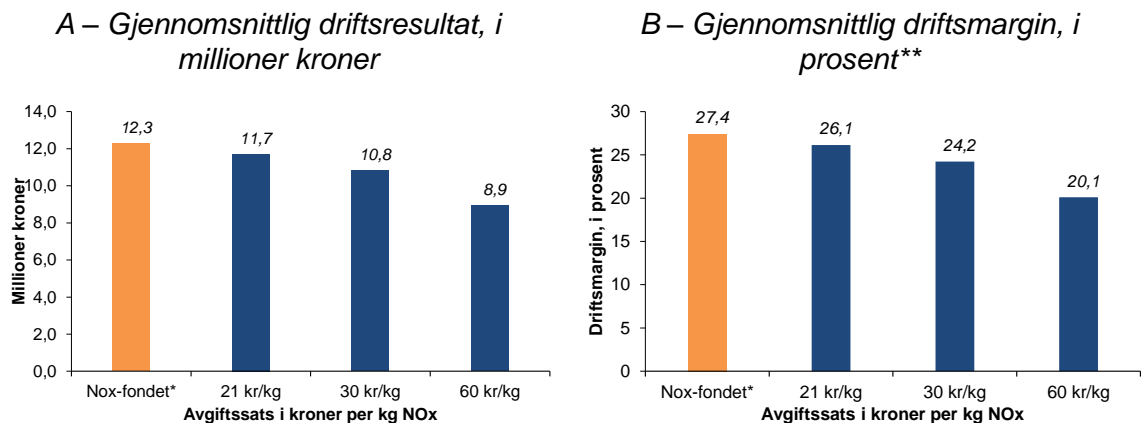 A – Gjennomsnittlig driftsresultat, i
millioner kroner
14,0
12,0
10,0
8,0
6,0
4,0
2,0
0,0
Millioner kroner
12,3
11,7
10,8
8,9
Nox-fondet*
21 kr/kg
30 kr/kg
60 kr/kg
Avgiftssats i kroner per kg NOx
B – Gjennomsnittlig driftsmargin, i
prosent**
30
25
20
15
10
5
0
Driftsmargin, i prosent
27,4
26,1
24,2
20,1
Nox-fondet*
21 kr/kg
30 kr/kg
60 kr/kg
Avgiftssats i kroner per kg NOx